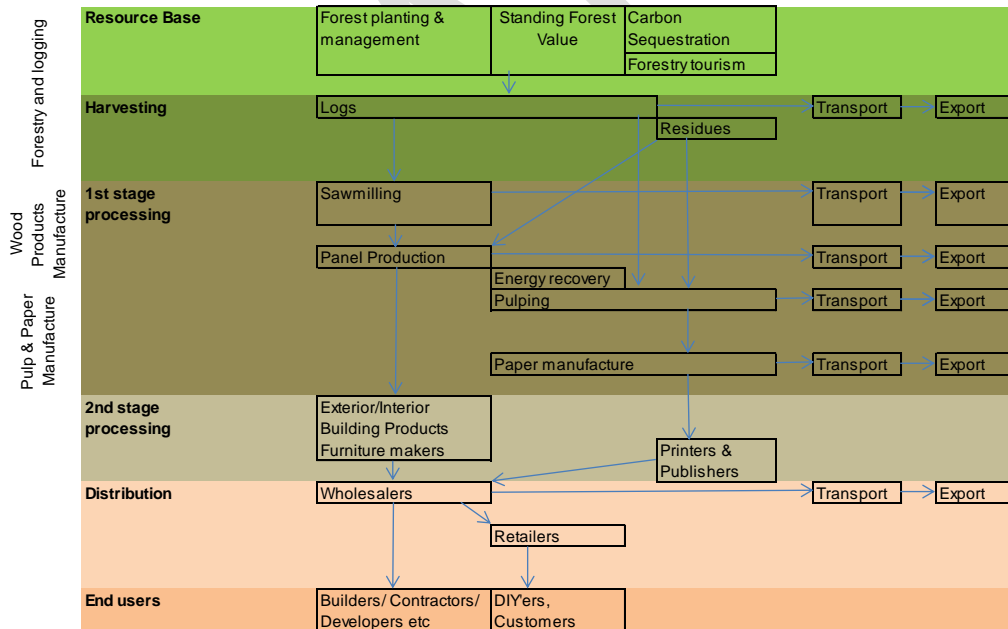 Forestry and logging
Resource Base
Forest planting &
management
Standing Forest
Value
Carbon
Sequestration
Forestry tourism
Harvesting
Logs
Transport
Export
Residues
Wood
Products
Manufacture
1st stage
processing
Sawmilling
Transport
Export
Panel Production
Transport
Export
Energy recovery
Pulp & Paper
Manufacture
Pulping
Transport
Export
Paper manufacture
Transport
Export
2nd stage
processing
Exterior/Interior
Building Products
Furniture makers
Printers &
Publishers
Distribution
Wholesalers
Transport
Export
Retailers
End users
Builders/ Contractors/
Developers etc
DIY'ers,
Customers